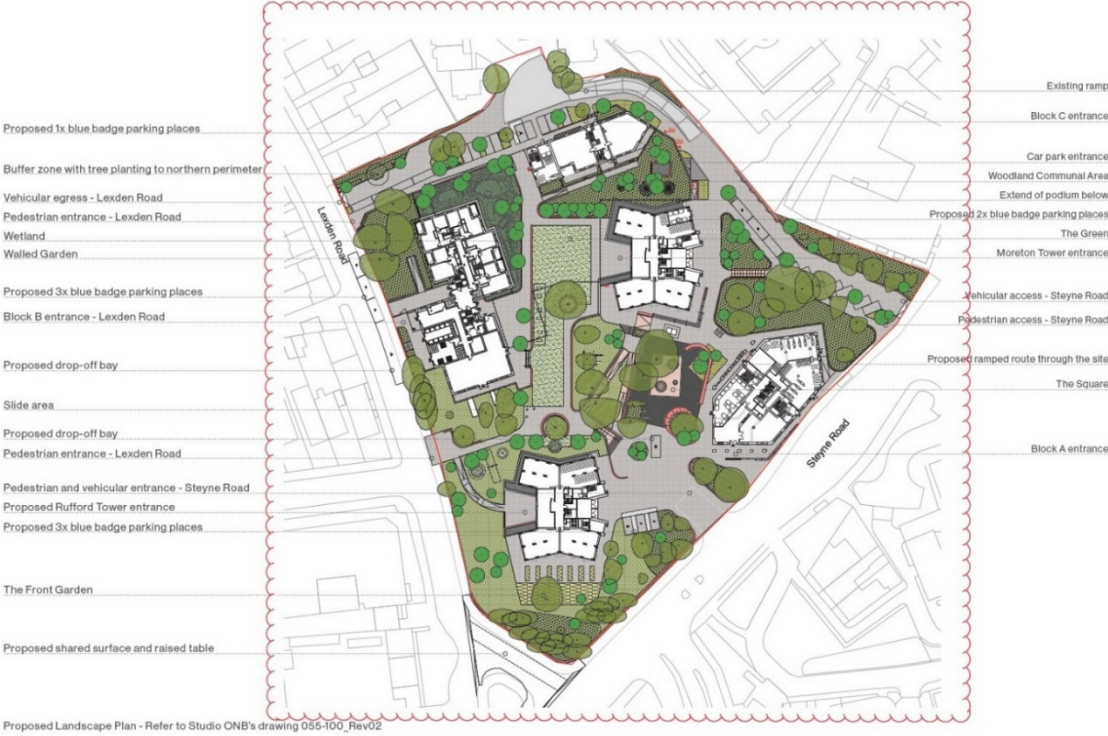 Proposed 1x blue badge parking places
Buffer zone with tree planting to northern perimeter
Vehicular egress - Lexden Road
Pedestrian entrance - Lexden Road
Wetland
Walled Garden
Proposed 3x blue badge parking places
Block B entrance - Lexden Road
Proposed drop-off bay
Slide area
Proposed drop-off bay
Pedestrian entrance - Lexden Road
Pedestrian and vehicular entrance - Steyne Road
Proposed Rufford Tower entrance
Proposed 3x blue badge parking places
The Front Garden
Proposed shared surface and raised table
Lexden Road
Steyne Road
Existing ramp
Block C entrance
Car park entrance
Woodland Communal Area
Extend of podium below
Proposed 2x blue badge parking places
The Green
Moreton Tower entrance
Vehicular access - Steyne Road
Pedestrian access - Steyne Road
Proposed ramped route through the site
The Square
Block A entrance
Proposed Landscape Plan - Refer to Studio ONB's drawing 055-100_Rev02